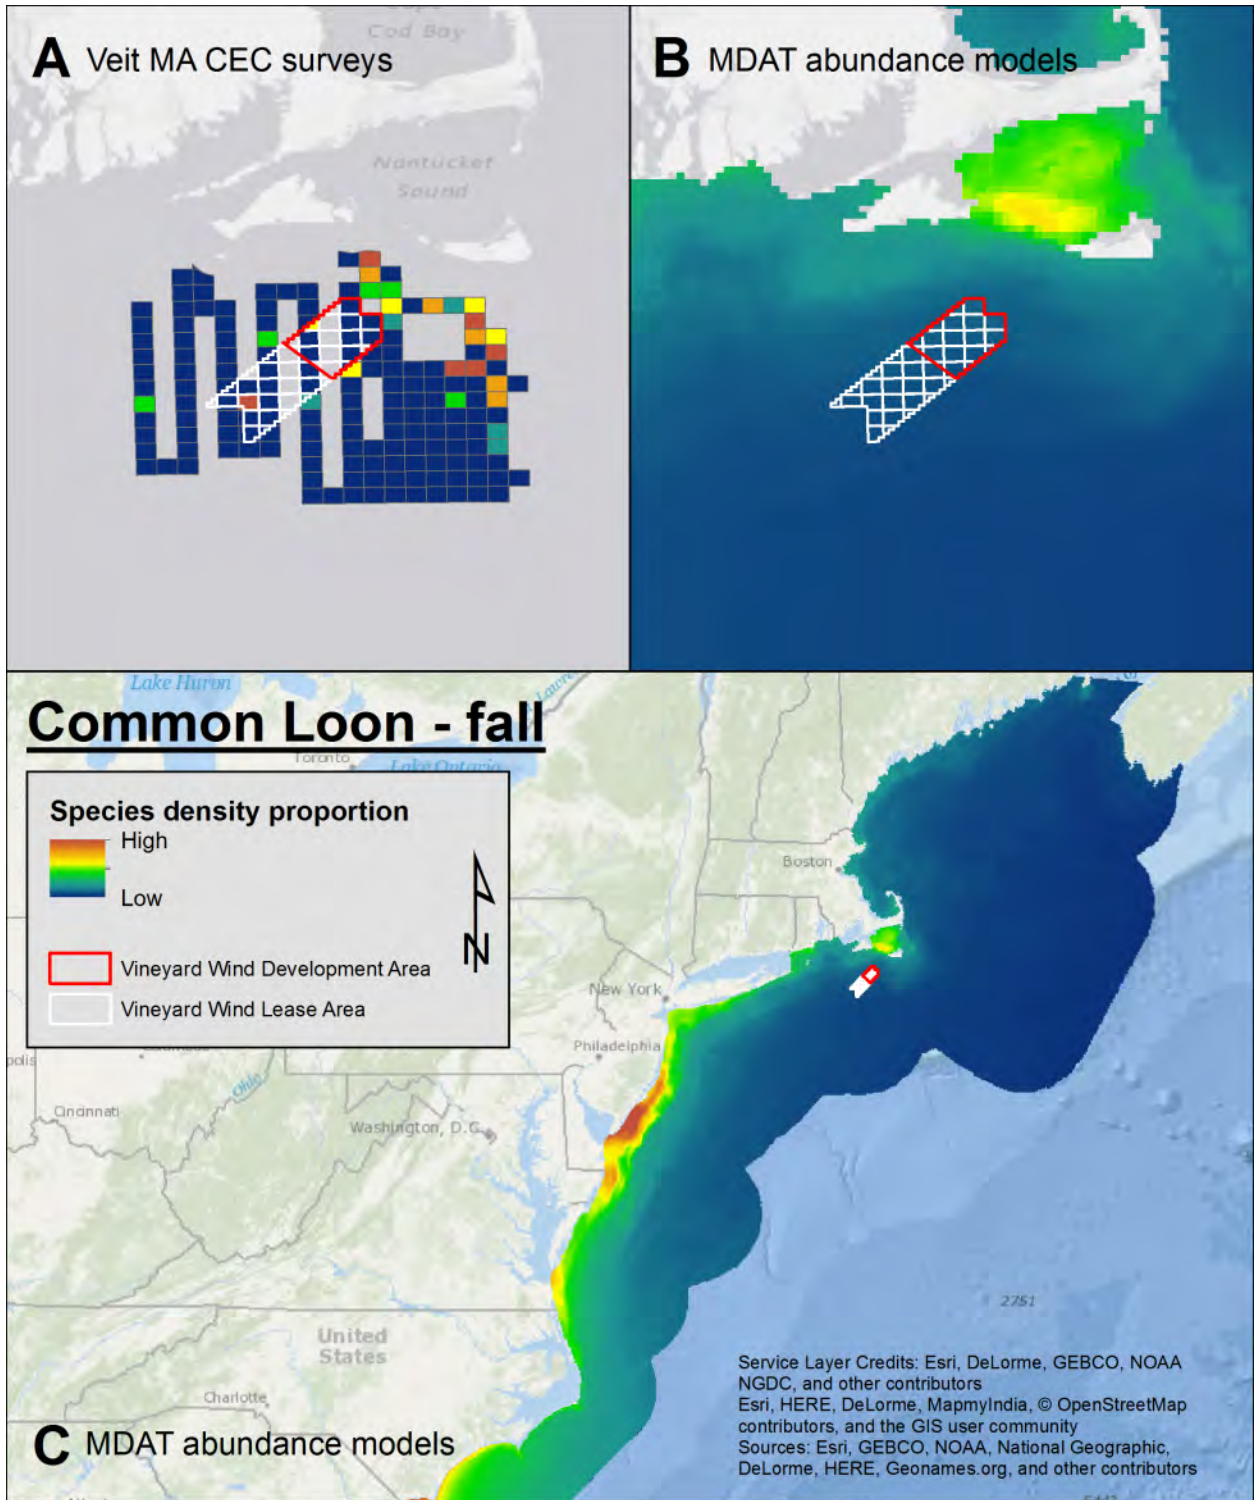 Cod Bay
A Veit MA CEC surveys
Nantucket
Sound
B MDAT abundance models
Lake Huron
Common Loon - fall
Toronto
Lake Ontario
Species density proportion
High
Low
N
Vineyard Wind Development Area
Vineyard Wind Lease Area
Boston
New York
Philadelphia
Ohio
Cincinnati
Washington, D.C.
2751
United
States
Charlotte
Service Layer Credits: Esri, DeLorme, GEBCO, NOAA
NGDC, and other contributors
Esri, HERE, DeLorme, MapmyIndia, © OpenStreetMap
contributors, and the GIS user community
Sources: Esri, GEBCO, NOAA, National Geographic,
DeLorme, HERE, Geonames.org, and other contributors
C MDAT abundance models